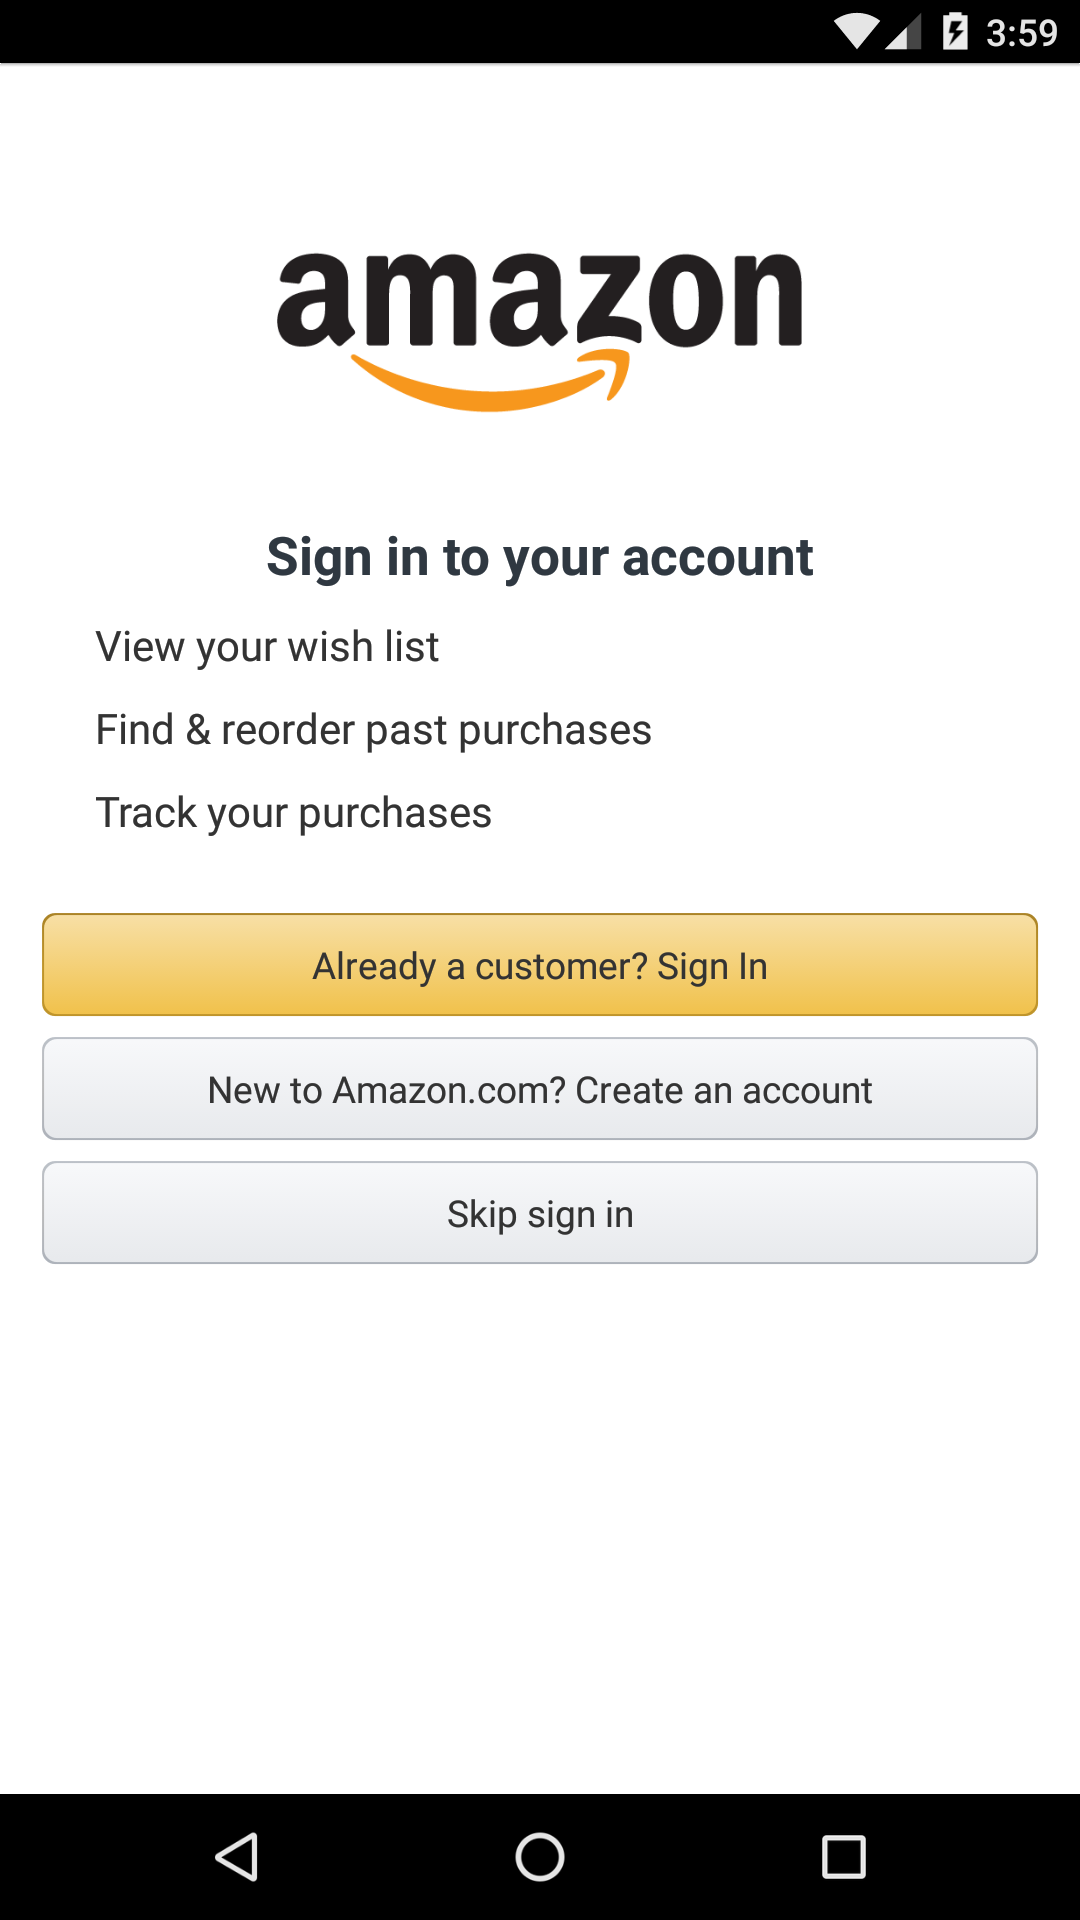 3:59
amazon
Sign in to your account
View your wish list
Find & reorder past purchases
Track your purchases
Already a customer? Sign In
New to Amazon.com? Create an account
Skip sign in